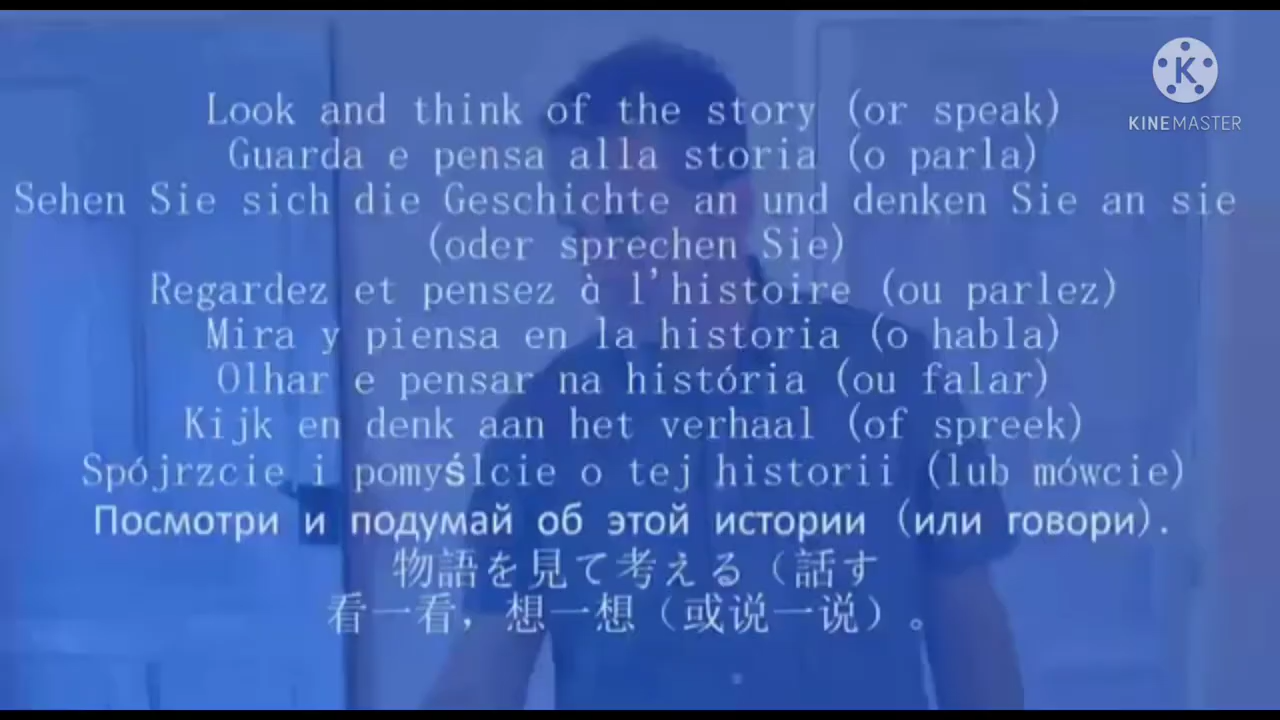 Look and think of the story (or speak)
Guarda e pensa alla storia (o parla)
Sehen Sie sich die Geschichte an und denken Sie an sie
(oder sprechen Sie)
Regardez et pensez à l'histoire (ou parlez)
Mira y piensa en la historia (o habla)
Olhar e pensar na história (ou falar)
Kijk en denk aan het verhaal (of spreek)
Spójrzcie i pomyślcie o tej historii (lub mówcie)
Посмотри и подумай об этой истории (или говори).
物語を見て考える（話す
看一看，想一想（或说一说）。
K
KINEMASTER